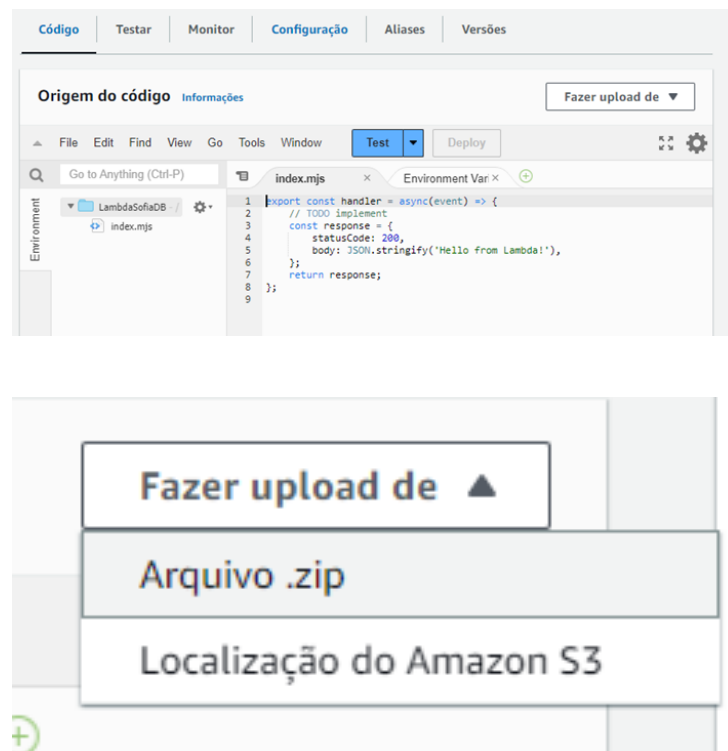 Código Testar Monitor Configuração Aliases Versões
Origem do código Informações Fazer upload de ▼
File Edit Find View Go Tools Window Test Deploy
Go to Anything (Ctrl-P) index.mjs × Environment Vari ×
Environment
LambdaSofiaDB - /
index.mjs
1 export const handler = async(event) => {
2 // TODO implement
3 const response = {
4 statusCode: 200,
5 body: JSON.stringify('Hello from Lambda!'),
6 };
7 return response;
8 };
9
Fazer upload de ▲
Arquivo .zip
Localização do Amazon S3